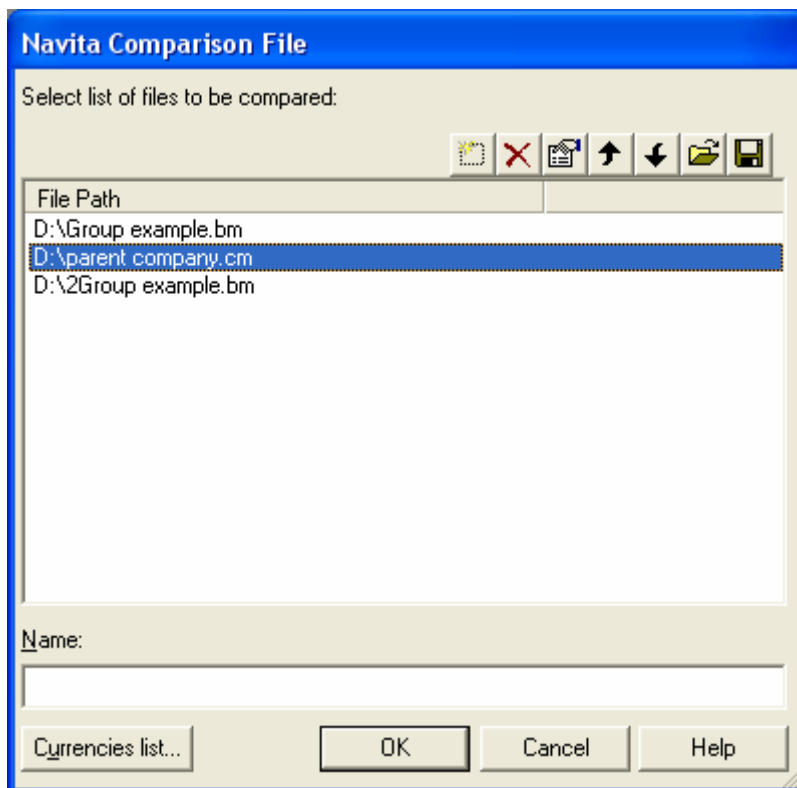 Navita Comparison File
Select list of files to be compared:
File Path
D:\Group example.bm
D:\parent company.cm
D:\2Group example.bm
Name:
Currencies list... OK Cancel Help